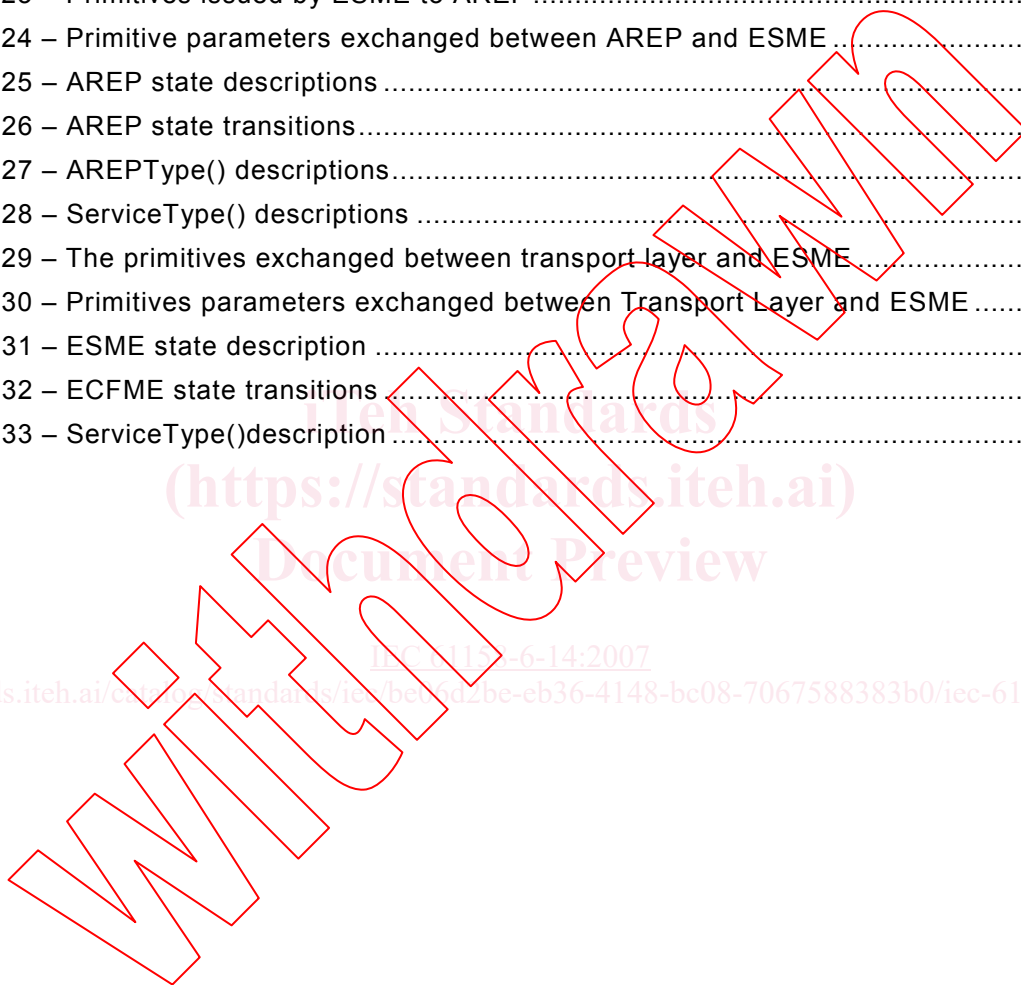 24 – Primitive parameters exchanged between AREP and ESME
25 – AREP state descriptions
26 – AREP state transitions
27 – AREPType() descriptions
28 – ServiceType() descriptions
29 – The primitives exchanged between transport layer and ESME
30 – Primitives parameters exchanged between Transport Layer and ESME
31 – ESME state description
32 – ECFME state transitions
33 – ServiceType()description
iTeh Standards
(https://standards.iteh.ai)
Document Preview
IEC 61158-6-14:2007
ds.iteh.ai/catalog/standards/iec/be06d2be-eb36-4148-bc08-7067588383b0/iec-61
withdrawn